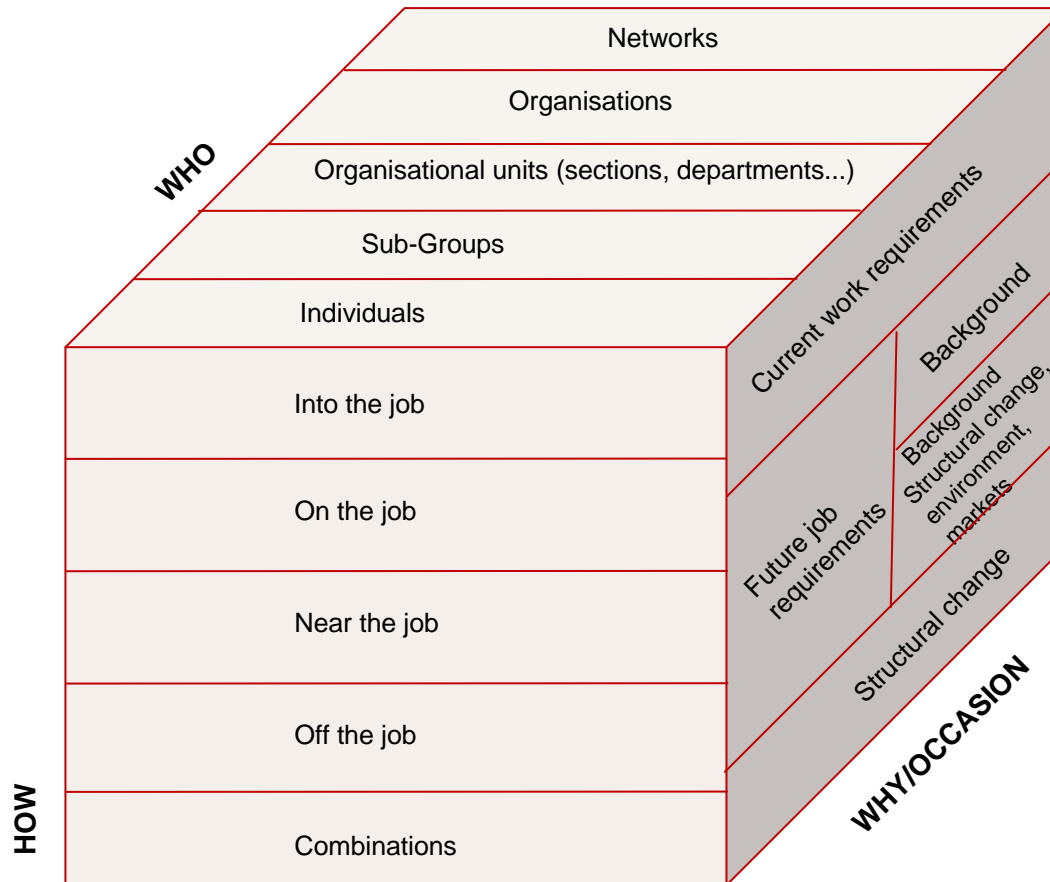 Networks
Organisations
Organisational units (sections, departments...)
Sub-Groups
Individuals
WHO
Into the job
On the job
Near the job
Off the job
Combinations
HOW
Current work requirements
Background
Background
Structural change,
environment,
markets
Future job
requirements
Structural change
WHY/OCCASION